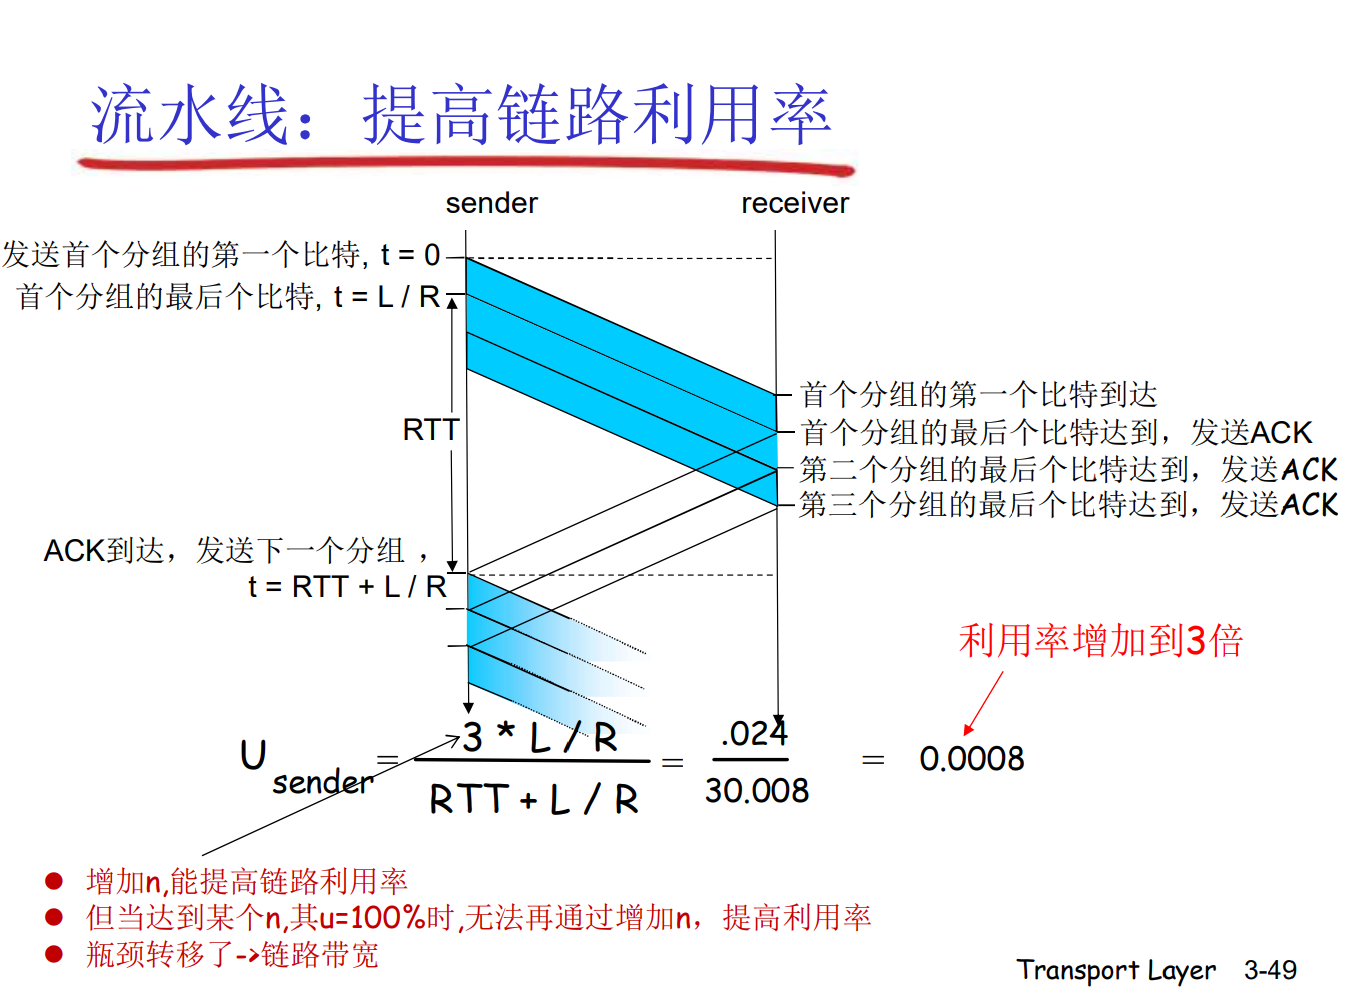 流水线：提高链路利用率
sender
receiver
发送首个分组的第一个比特, t = 0
首个分组的最后个比特, t = L / R
RTT
首个分组的第一个比特到达
首个分组的最后个比特达到，发送ACK
第二个分组的最后个比特达到，发送ACK
第三个分组的最后个比特达到，发送ACK
ACK到达，发送下一个分组 ，
t = RTT + L / R
利用率增加到3倍
U sender = 3 * L / R / RTT + L / R = .024 / 30.008 = 0.0008
增加n,能提高链路利用率
但当达到某个n,其u=100%时,无法再通过增加n，提高利用率
瓶颈转移了->链路带宽
Transport Layer 3-49